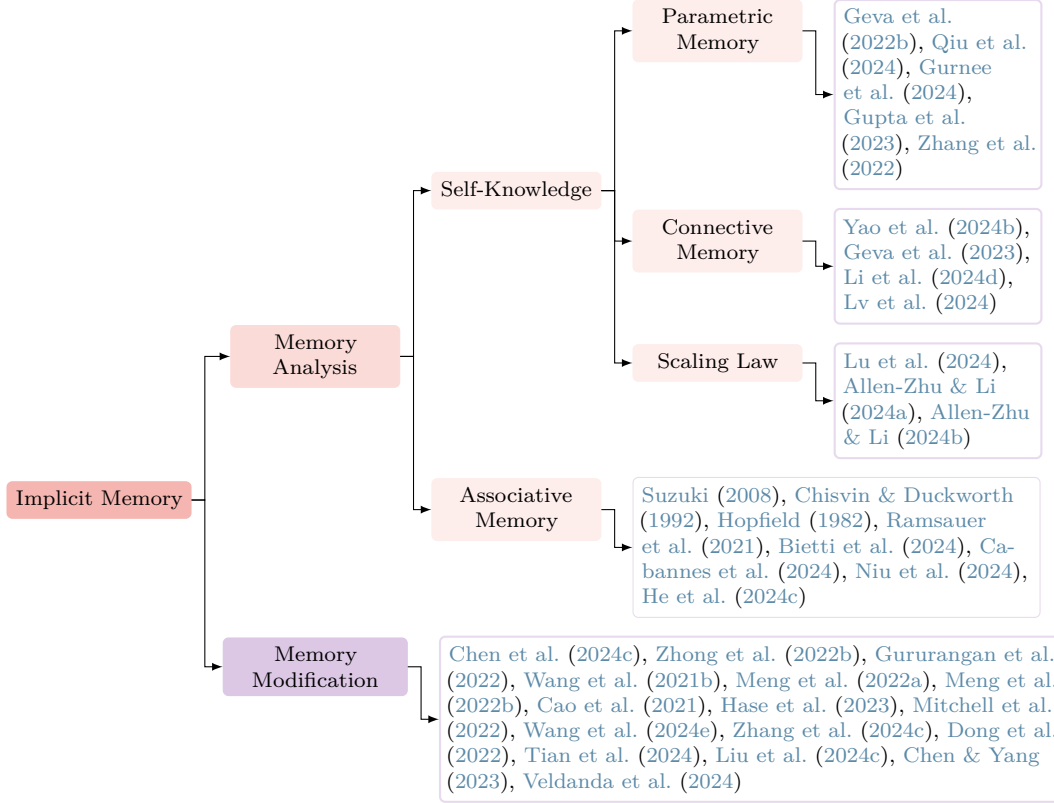 Parametric
Memory
Geva et al.
(2022b), Qiu et al.
(2024), Gurnee
et al. (2024),
Gupta et al.
(2023), Zhang et al.
(2022)
Self-Knowledge
Connective
Memory
Yao et al. (2024b),
Geva et al. (2023),
Li et al. (2024d),
Lv et al. (2024)
Memory
Analysis
Scaling Law
Lu et al. (2024),
Allen-Zhu & Li
(2024a), Allen-Zhu
& Li (2024b)
Implicit Memory
Associative
Memory
Suzuki (2008), Chisvin & Duckworth
(1992), Hopfield (1982), Ramsauer
et al. (2021), Bietti et al. (2024), Ca-
bannes et al. (2024), Niu et al. (2024),
He et al. (2024c)
Memory
Modification
Chen et al. (2024c), Zhong et al. (2022b), Gururangan et al.
(2022), Wang et al. (2021b), Meng et al. (2022a), Meng et al.
(2022b), Cao et al. (2021), Hase et al. (2023), Mitchell et al.
(2022), Wang et al. (2024e), Zhang et al. (2024c), Dong et al.
(2022), Tian et al. (2024), Liu et al. (2024c), Chen & Yang
(2023), Veldanda et al. (2024)